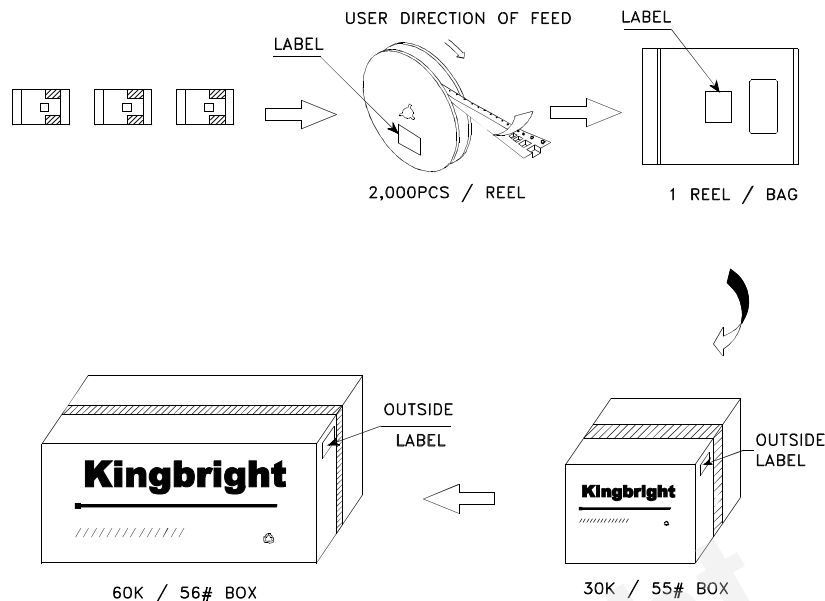 USER DIRECTION OF FEED
LABEL
LABEL
2,000PCS / REEL
1 REEL / BAG
OUTSIDE
LABEL
Kingbright
60K / 56# BOX
OUTSIDE
LABEL
Kingbright
30K / 55# BOX